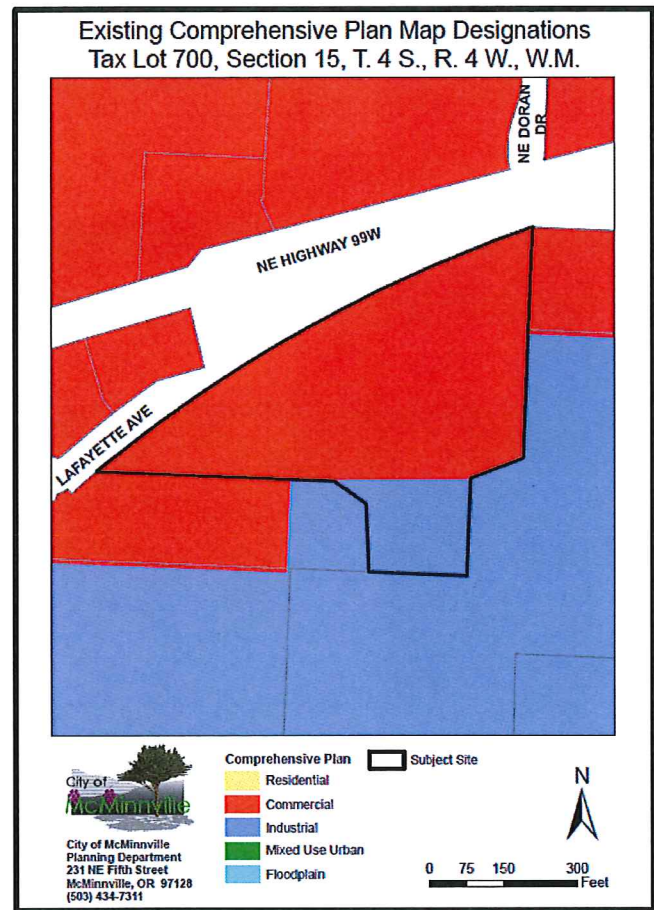 Existing Comprehensive Plan Map Designations
Tax Lot 700, Section 15, T. 4 S., R. 4 W., W.M.
NE DORAN
DR
NE HIGHWAY 99W
LAFAYETTE AVE
City of
McMinnville
City of McMinnville
Planning Department
231 NE Fifth Street
McMinnville, OR 97128
(503) 434-7311
Comprehensive Plan
Residential
Commercial
Industrial
Mixed Use Urban
Floodplain
Subject Site
N
0 75 150 300
Feet